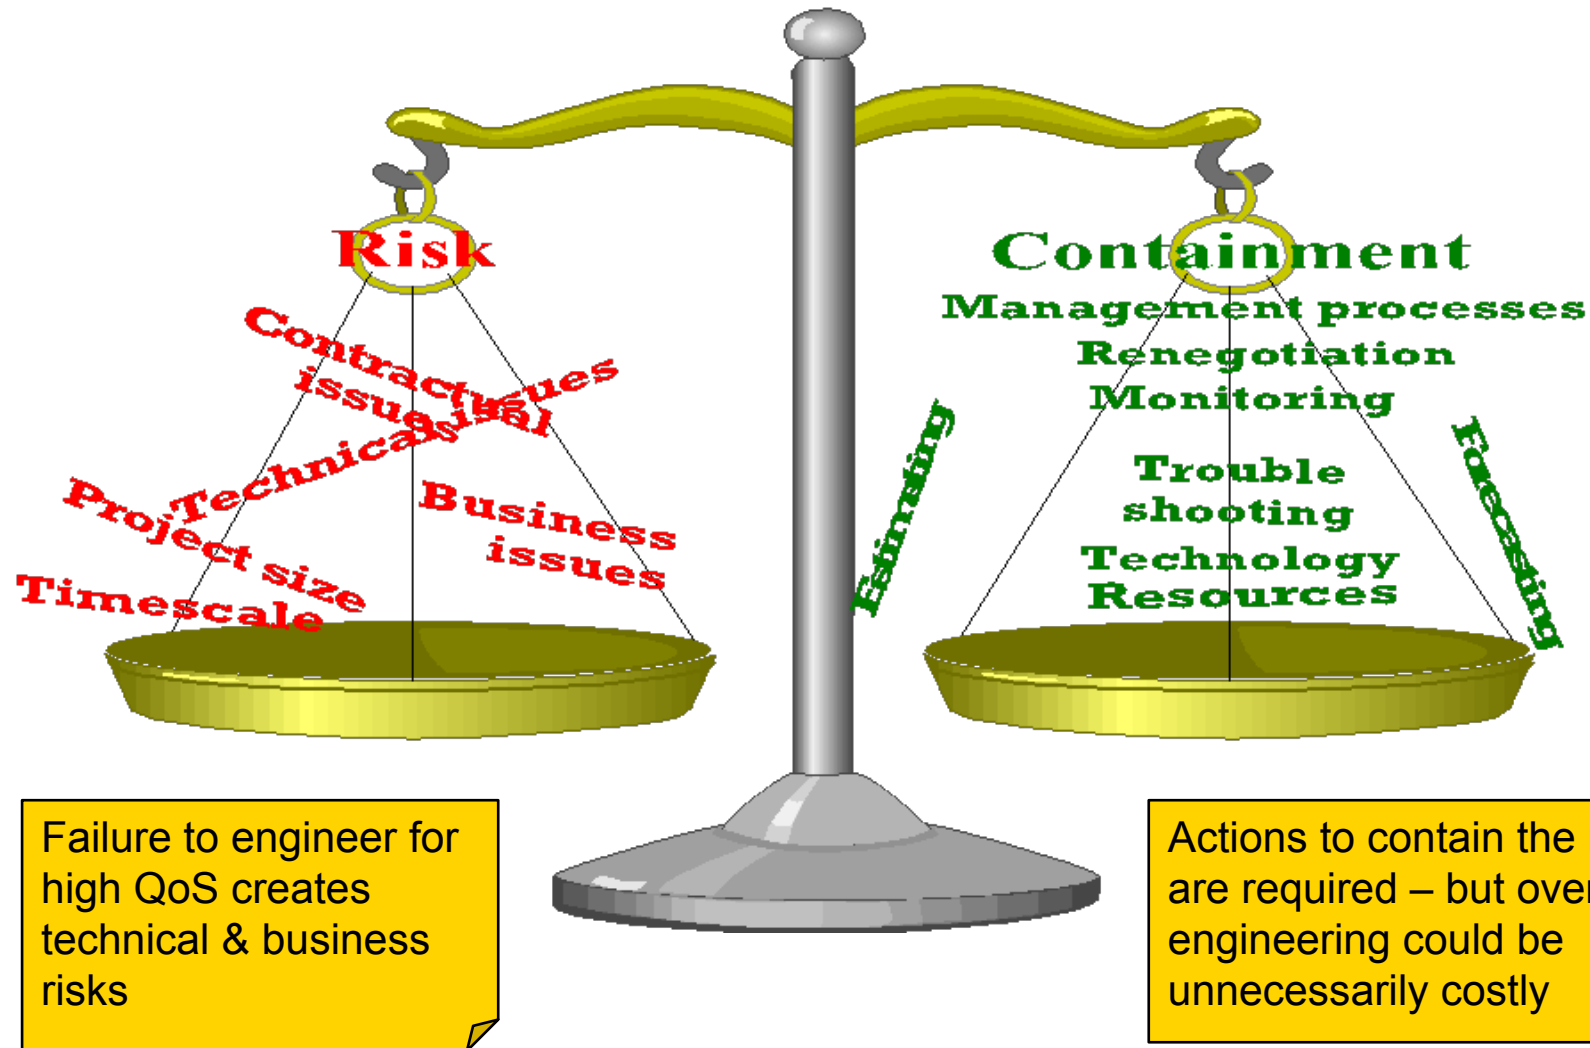 Risk
Contractual
issues
Technical issues
Project size
Timescale
Business
issues
Containment
Management processes
Renegotiation
Monitoring
Estimating
Forecasting
Trouble
shooting
Technology
Resources
Failure to engineer for
high QoS creates
technical & business
risks
Actions to contain the
are required – but over
engineering could be
unnecessarily costly